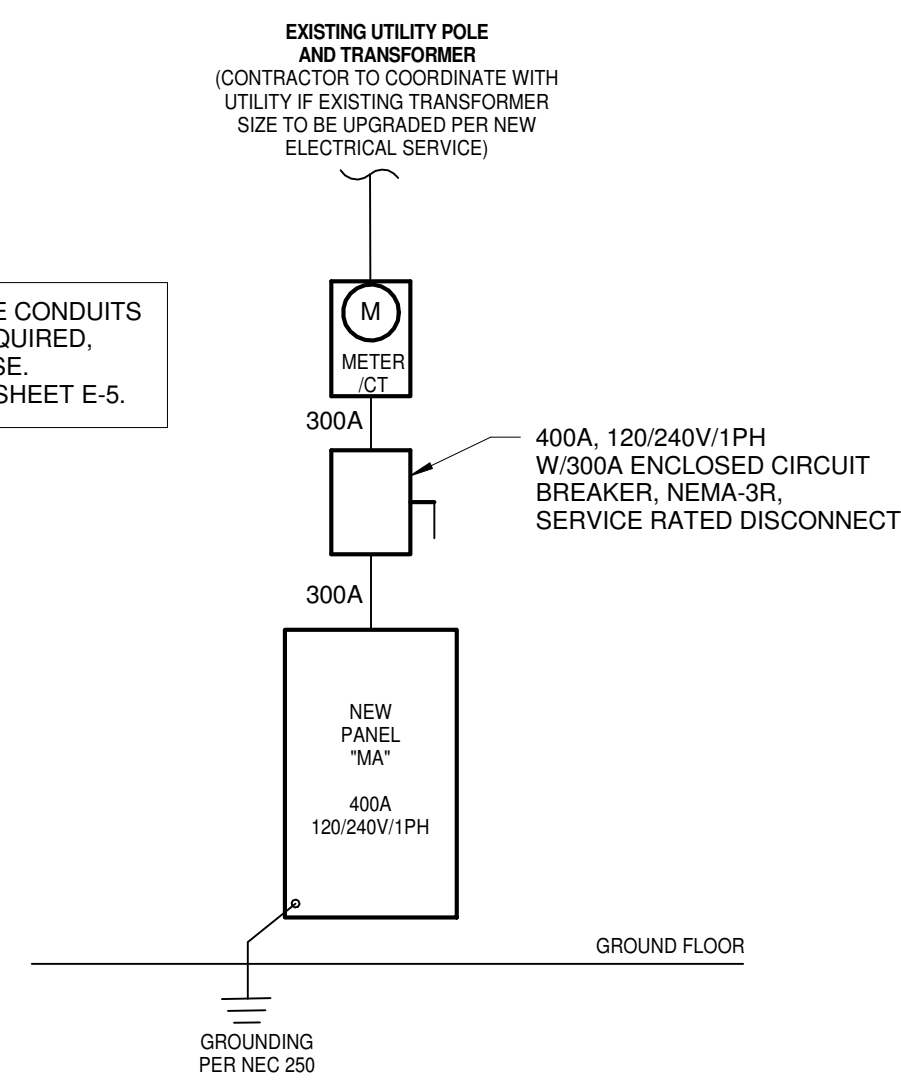 EXISTING UTILITY POLE
AND TRANSFORMER
(CONTRACTOR TO COORDINATE WITH
UTILITY IF EXISTING TRANSFORMER
SIZE TO BE UPGRADED PER NEW
ELECTRICAL SERVICE)
CONDUITS
SHEET E-5.
M
METER
/CT
300A
400A, 120/240V/1PH
W/300A ENCLOSED CIRCUIT
BREAKER, NEMA-3R,
SERVICE RATED DISCONNECT
300A
NEW
PANEL
"MA"
400A
120/240V/1PH
GROUND FLOOR
GROUNDING
PER NEC 250